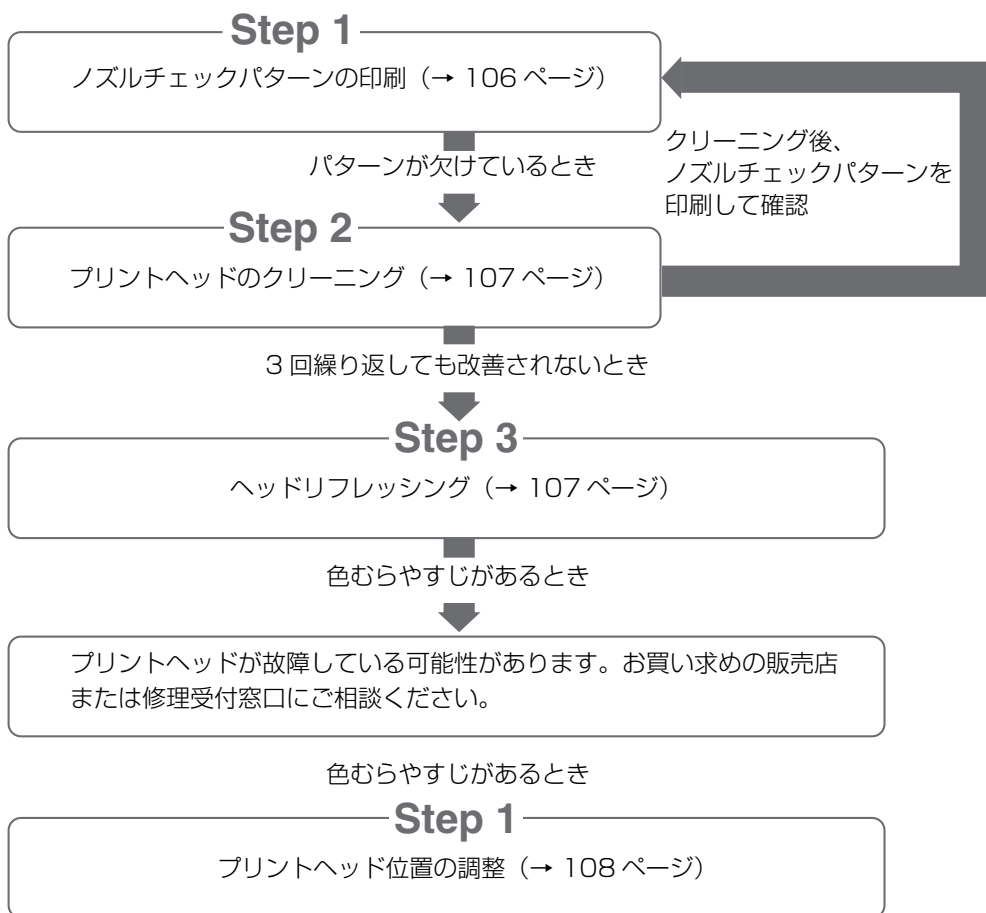 Step 1
ノズルチェックパターンの印刷（→ 106 ページ）
パターンが欠けているとき
クリーニング後、
ノズルチェックパターンを
印刷して確認
Step 2
プリントヘッドのクリーニング（→ 107 ページ）
3 回繰り返しても改善されないとき
Step 3
ヘッドリフレッシング（→ 107 ページ）
色むらやすじがあるとき
プリントヘッドが故障している可能性があります。お買い求めの販売店
または修理受付窓口にご相談ください。
色むらやすじがあるとき
Step 1
プリントヘッド位置の調整（→ 108 ページ）